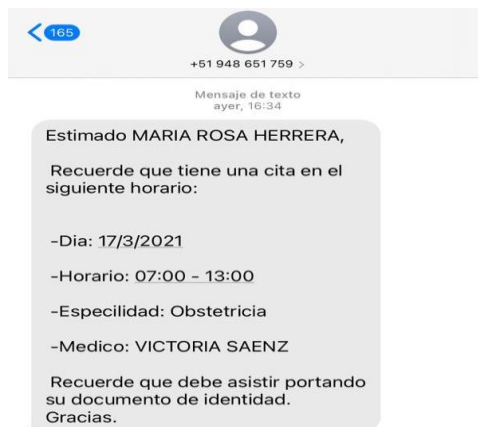 165
+51 948 651 759 >
Mensaje de texto
ayer, 16:34
Estimado MARIA ROSA HERRERA,
Recuerde que tiene una cita en el
siguiente horario:
-Dia: 17/3/2021
-Horario: 07:00 - 13:00
-Especilidad: Obstetricia
-Medico: VICTORIA SAENZ
Recuerde que debe asistir portando
su documento de identidad.
Gracias.